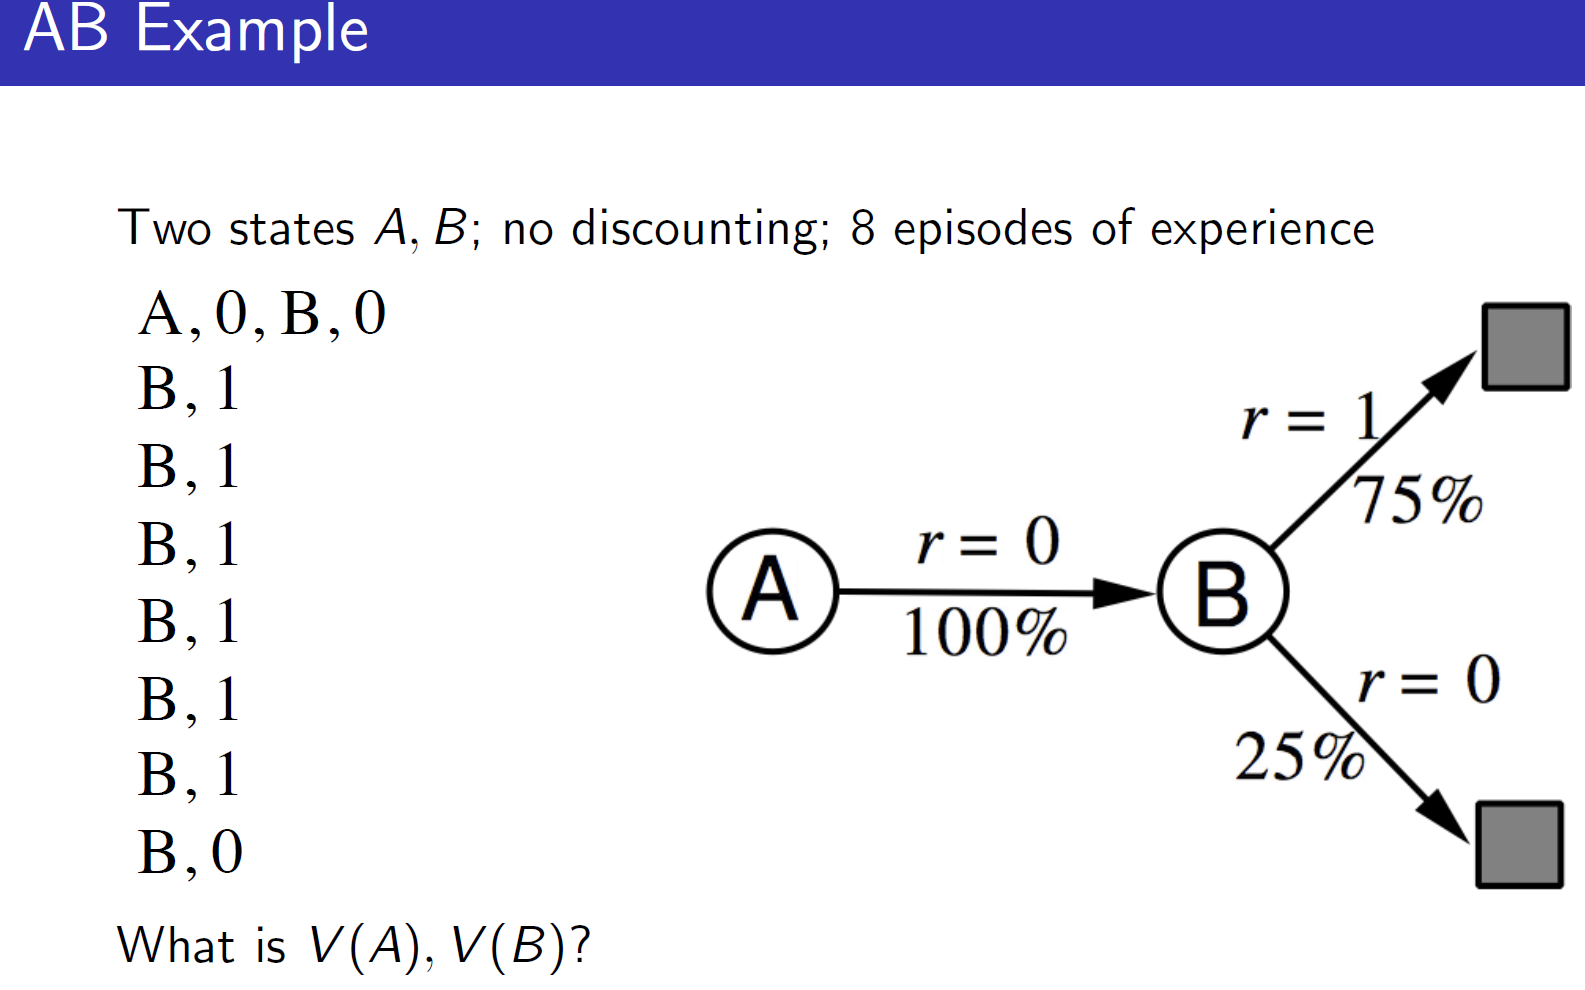 AB Example
Two states A, B; no discounting; 8 episodes of experience
A, 0, B, 0
B, 1
B, 1
B, 1
B, 1
B, 1
B, 1
B, 0
r = 1
75%
r = 0
A
B
100%
r = 0
25%
What is V(A), V(B)?